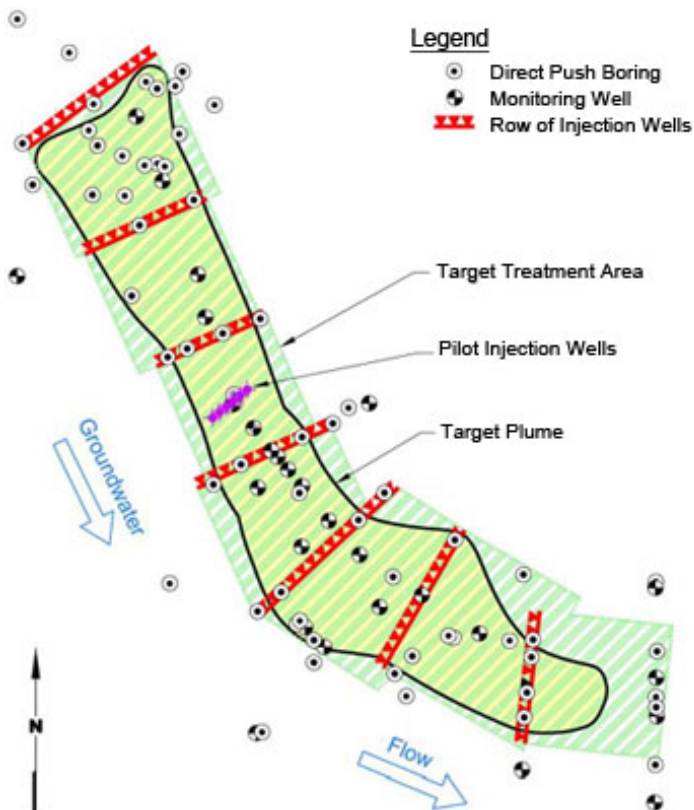 Legend
Direct Push Boring
Monitoring Well
Row of Injection Wells
Target Treatment Area
Pilot Injection Wells
Target Plume
Groundwater
Flow
N